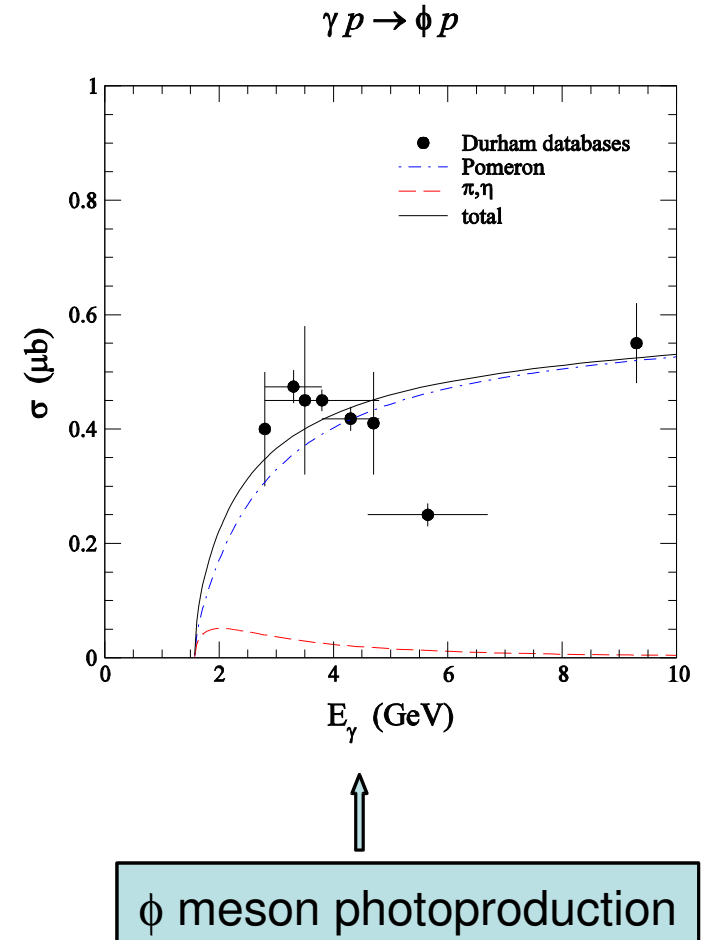 γ p → ϕ p
1
0.8
0.6
0.4
0.2
0
0 2 4 6 8 10
σ (μb)
Durham databases
Pomeron
π,η
total
E_γ (GeV)
ϕ meson photoproduction